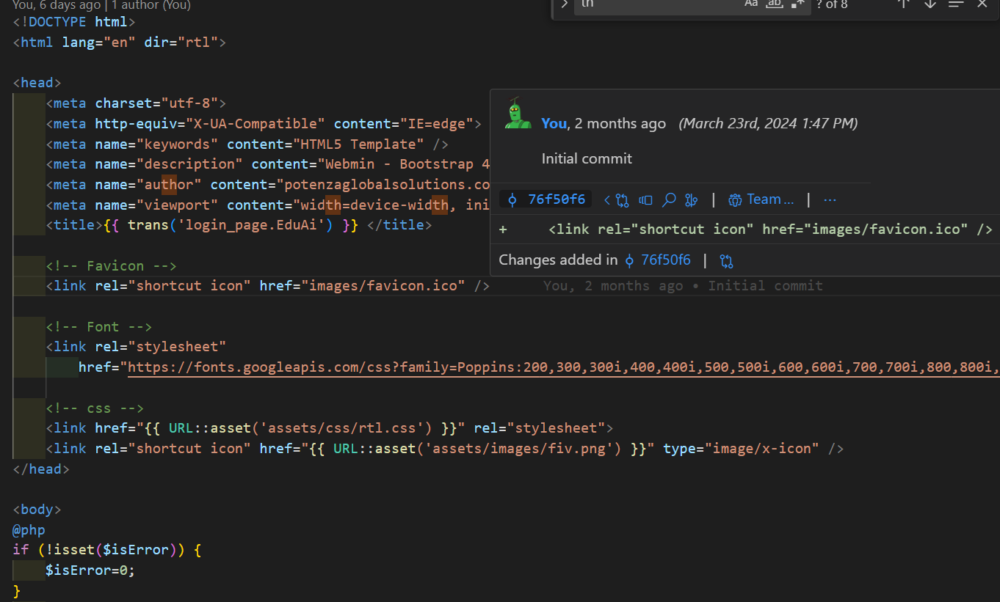 You, 6 days ago | 1 author (You)
th
Aa
ab
? of 8
<!DOCTYPE html>
<html lang="en" dir="rtl">
<head>
<meta charset="utf-8">
<meta http-equiv="X-UA-Compatible" content="IE=edge">
<meta name="keywords" content="HTML5 Template" />
<meta name="description" content="Webmin - Bootstrap 4
<meta name="author" content="potenzaglobalsolutions.co
<meta name="viewport" content="width=device-width, ini
<title>{{ trans('login_page.EduAi') }} </title>
You, 2 months ago (March 23rd, 2024 1:47 PM)
Initial commit
76f50f6 | Team... | ...
+ <link rel="shortcut icon" href="images/favicon.ico" />
Changes added in 76f50f6 |
<!-- Favicon -->
<link rel="shortcut icon" href="images/favicon.ico" /> You, 2 months ago • Initial commit
<!-- Font -->
<link rel="stylesheet"
href="https://fonts.googleapis.com/css?family=Poppins:200,300,300i,400,400i,500,500i,600,600i,700,700i,800,800i,
<!-- css -->
<link href="{{ URL::asset('assets/css/rtl.css') }}" rel="stylesheet">
<link rel="shortcut icon" href="{{ URL::asset('assets/images/fiv.png') }}" type="image/x-icon" />
</head>
<body>
@php
if (!isset($isError)) {
$isError=0;
}